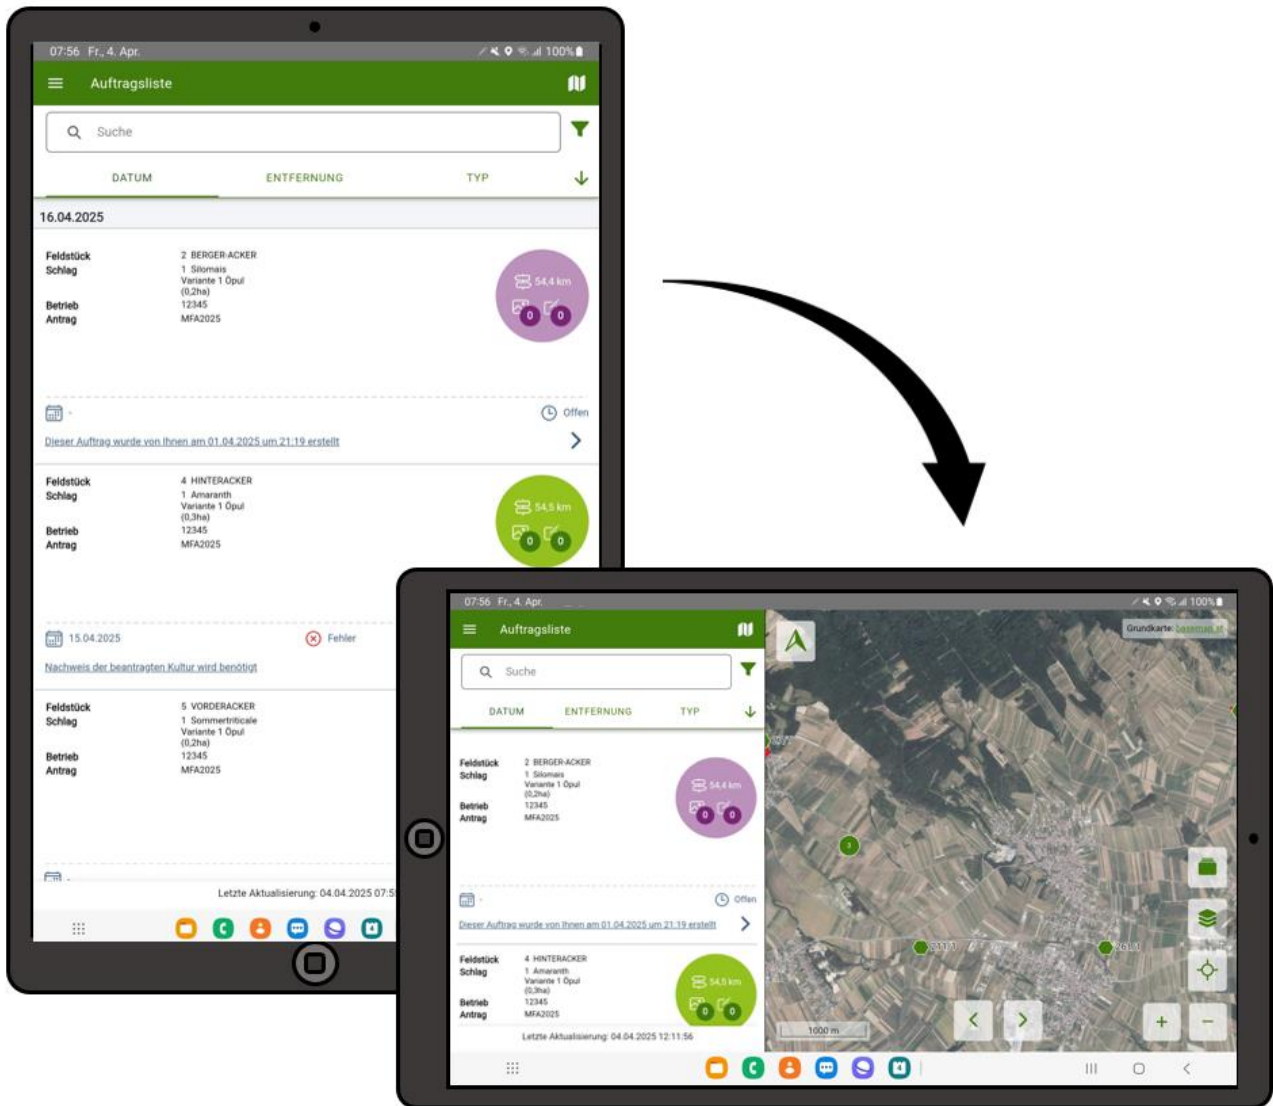 07:56 Fr., 4. Apr.
100%
Auftragsliste
Suche
DATUM ENTFERNUNG TYP
16.04.2025
Feldstück 2 BERGER-ACKER
Schlag 1 Silomais
Variante 1 Öpul
(0,2ha)
54,4 km
Betrieb 12345
0 0
Antrag MFA2025
- Offen
Dieser Auftrag wurde von Ihnen am 01.04.2025 um 21:19 erstellt
Feldstück 4 HINTERACKER
Schlag 1 Amaranth
Variante 1 Öpul
(0,3ha)
54,5 km
Betrieb 12345
0 0
Antrag MFA2025
15.04.2025 Fehler
Nachweis der beantragten Kultur wird benötigt
Feldstück 5 VORDERACKER
Schlag 1 Sommertriticale
Variante 1 Öpul
(0,2ha)
Betrieb 12345
Antrag MFA2025
Letzte Aktualisierung: 04.04.2025
4
07:56 Fr., 4. Apr.
100%
Auftragsliste
Suche
DATUM ENTFERNUNG TYP
Feldstück 2 BERGER-ACKER
Schlag 1 Silomais
Variante 1 Öpul
(0,2ha)
54,4 km
Betrieb 12345
0 0
Antrag MFA2025
- Offen
Dieser Auftrag wurde von Ihnen am 01.04.2025 um 21:19 erstellt
Feldstück 4 HINTERACKER
Schlag 1 Amaranth
Variante 1 Öpul
(0,3ha)
54,5 km
Betrieb 12345
0 0
Antrag MFA2025
Letzte Aktualisierung: 04.04.2025 12:11:56
Grundkarte: basemap.at
3
211/1
261/1
1000 m
+ −
4